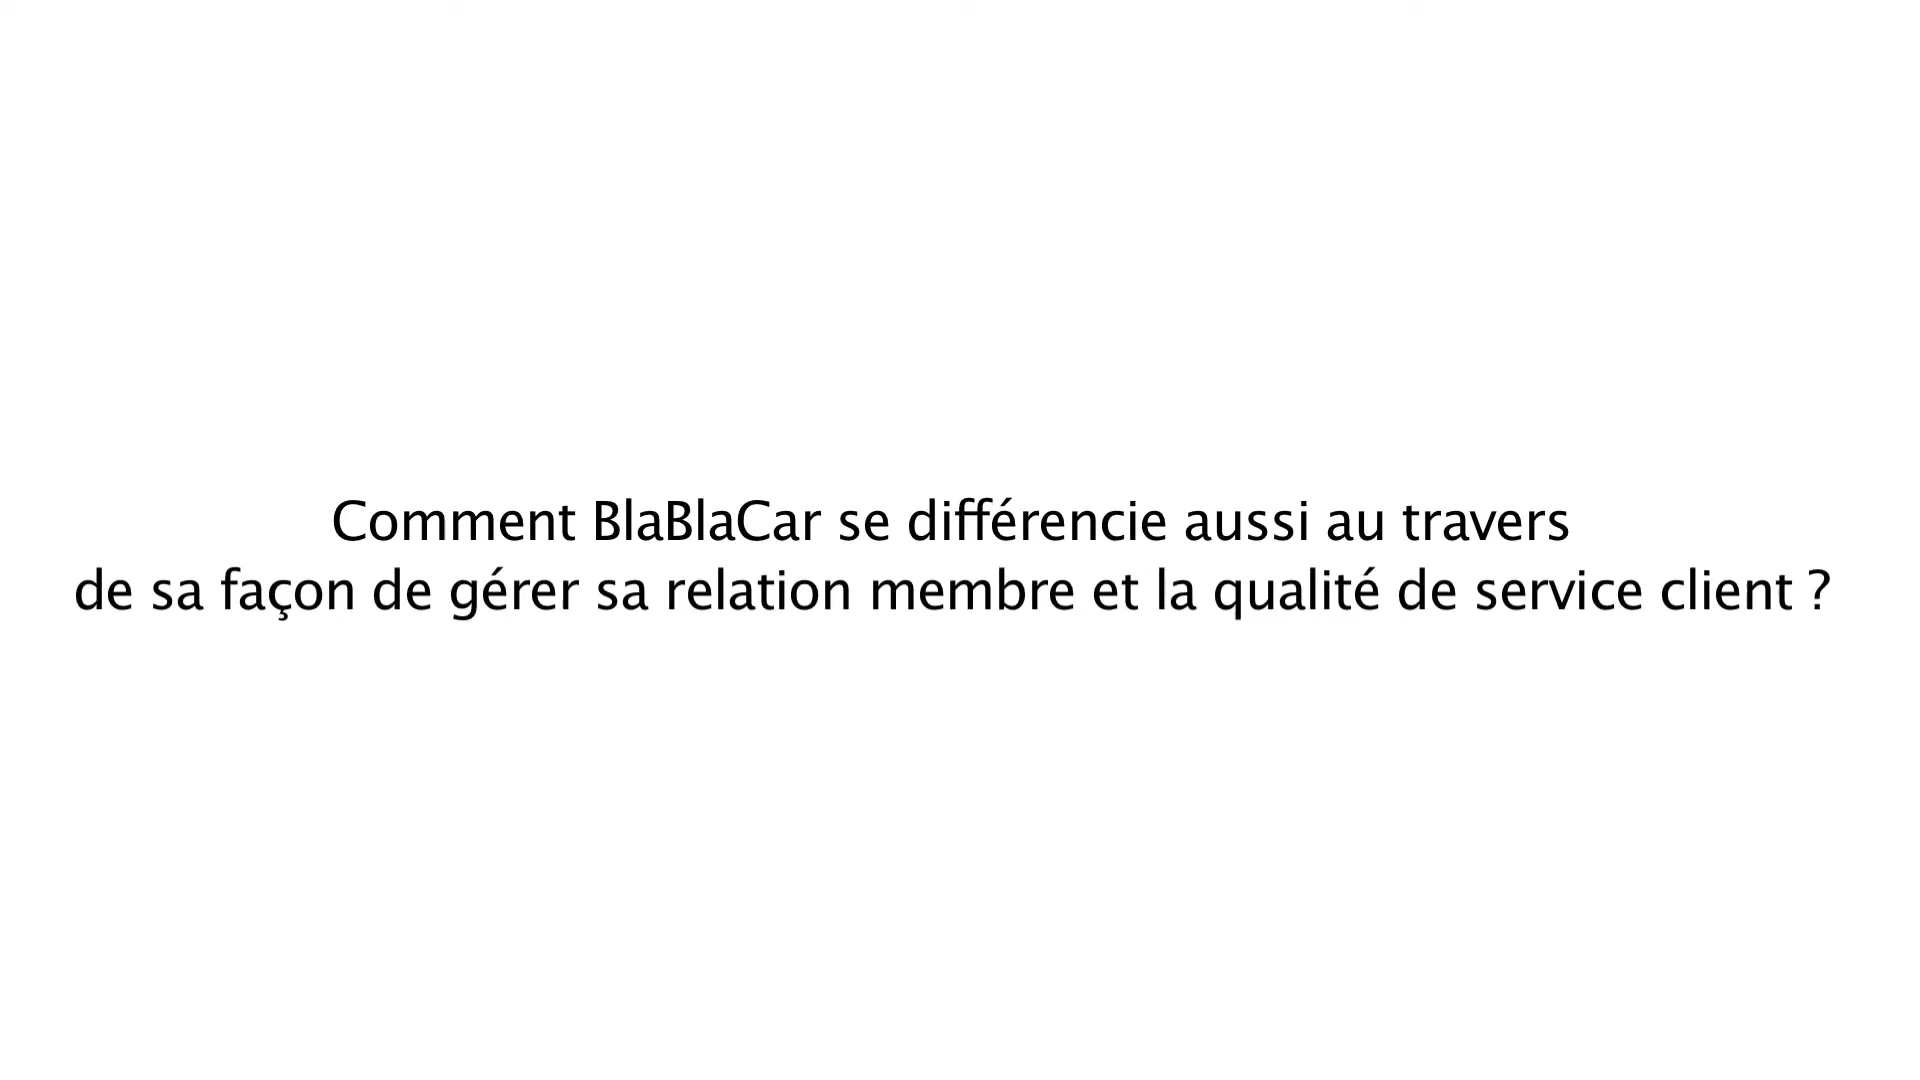 Comment BlaBlaCar se différencie aussi au travers
de sa façon de gérer sa relation membre et la qualité de service client ?